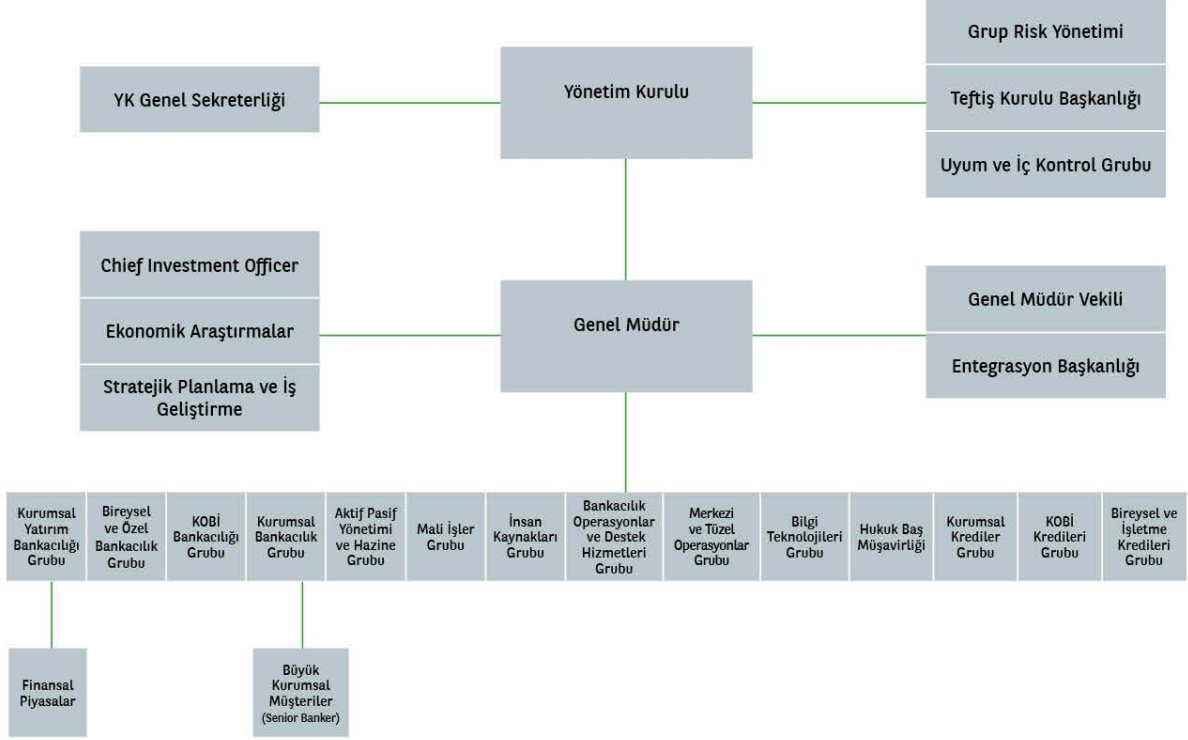 Grup Risk Yönetimi
YK Genel Sekreterliği
Yönetim Kurulu
Teftiş Kurulu Başkanlığı
Uyum ve İç Kontrol Grubu
Chief Investment Officer
Ekonomik Araştırmalar
Stratejik Planlama ve İş
Geliştirme
Genel Müdür
Genel Müdür Vekili
Entegrasyon Başkanlığı
Kurumsal
Yatırım
Bankacılığı
Grubu
Bireysel
ve Özel
Bankacılık
Grubu
KOBİ
Bankacılığı
Grubu
Kurumsal
Bankacılık
Grubu
Aktif Pasif
Yönetimi
ve Hazine
Grubu
Mali İşler
Grubu
İnsan
Kaynakları
Grubu
Bankacılık
Operasyonlar
ve Destek
Hizmetleri
Grubu
Merkezi
ve Tüzel
Operasyonlar
Grubu
Bilgi
Teknolojileri
Grubu
Hukuk Baş
Müşavirliği
Kurumsal
Krediler
Grubu
KOBİ
Kredileri
Grubu
Bireysel ve
İşletme
Kredileri
Grubu
Finansal
Piyasalar
Büyük
Kurumsal
Müşteriler
(Senior Banker)